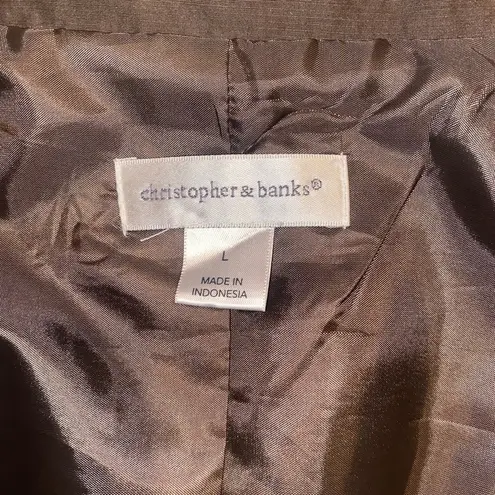 christopher & banks®
L
MADE IN
INDONESIA